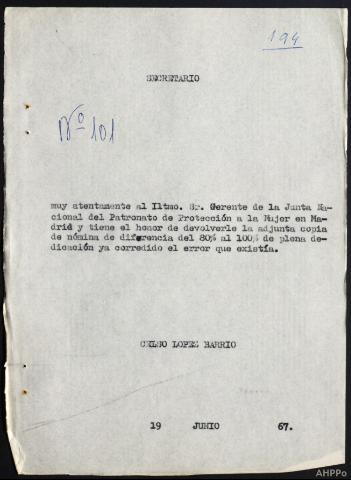 194
SECRETARIO
Nº 101
muy atentamente al Iltmo. Sr. Gerente de la Junta Na-
cional del Patronato de Protección a la Mujer en Ma-
drid y tiene el honor de devolverle la adjunta copia
de nómina de diferencia del 80% al 100% de plena de-
dicación ya corredido el error que existía.
CELSO LOPEZ BARRIO
19 JUNIO 67.
AHPPo